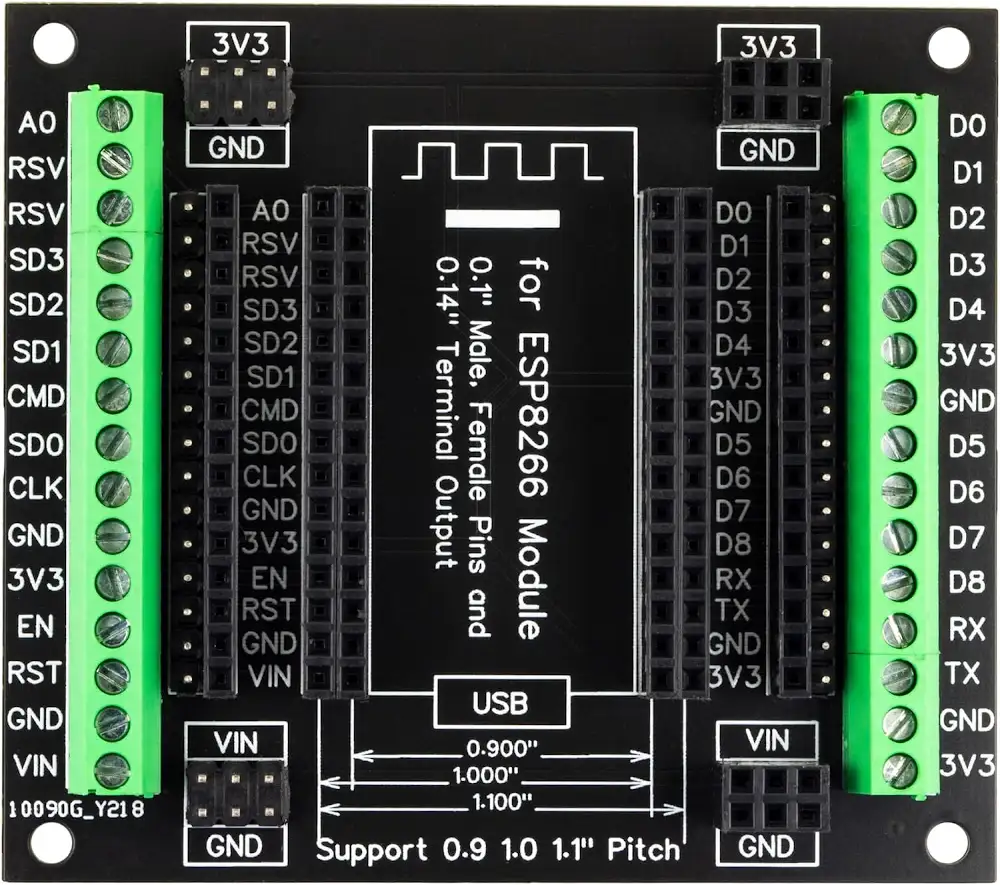 3V3
GND
3V3
GND
A0
RSV
RSV
SD3
SD2
SD1
CMD
SD0
CLK
GND
3V3
EN
RST
GND
VIN
10090G_Y218
A0
RSV
RSV
SD3
SD2
SD1
CMD
SD0
CLK
GND
3V3
EN
RST
GND
VIN
for ESP8266 Module
0.1" Male, Female Pins and
0.14" Terminal Output
USB
D0
D1
D2
D3
D4
3V3
GND
D5
D6
D7
D8
RX
TX
GND
3V3
D0
D1
D2
D3
D4
3V3
GND
D5
D6
D7
D8
RX
TX
GND
3V3
VIN
GND
0.900"
1.000"
1.100"
Support 0.9 1.0 1.1" Pitch
VIN
GND